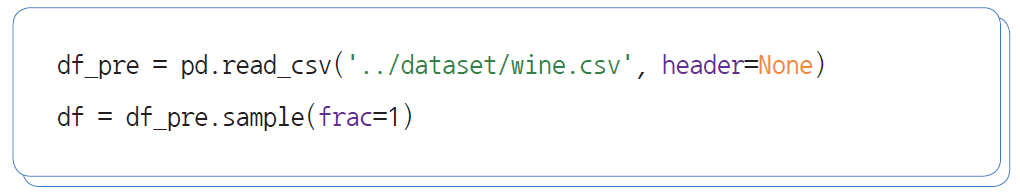 df_pre = pd.read_csv('../dataset/wine.csv', header=None)
df = df_pre.sample(frac=1)